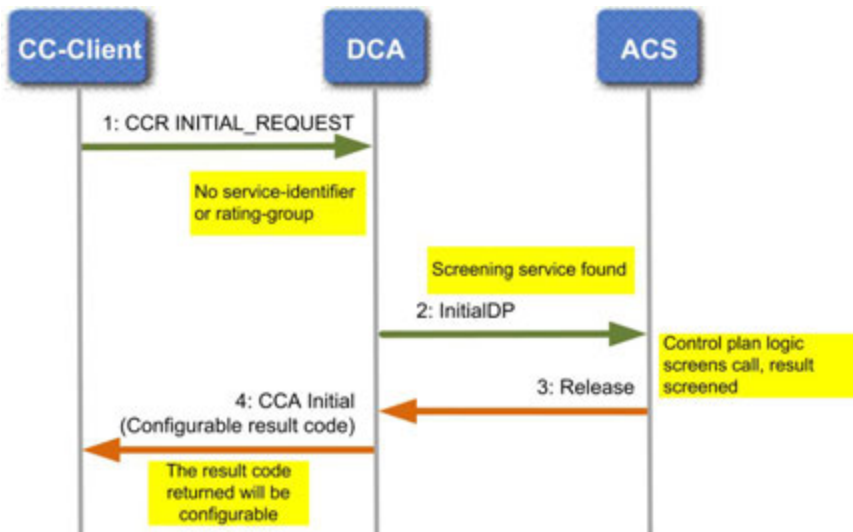 CC-Client
DCA
ACS
1: CCR INITIAL_REQUEST
No service-identifier
or rating-group
Screening service found
2: InitialDP
Control plan logic
screens call, result
screened
3: Release
4: CCA Initial
(Configurable result code)
The result code
returned will be
configurable